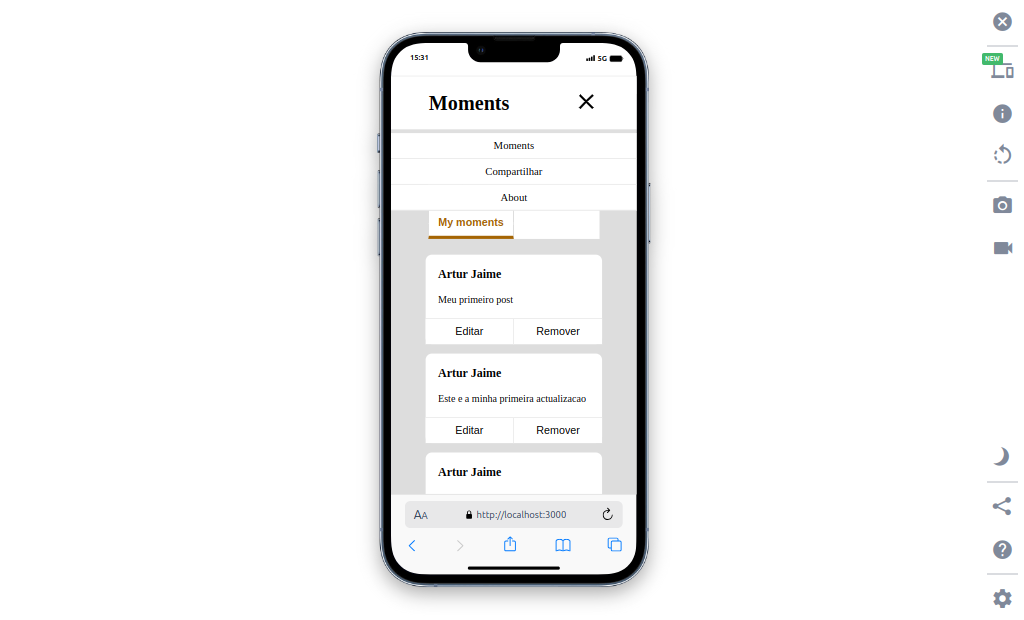 15:31
5G
Moments
Moments
Compartilhar
About
My moments
Artur Jaime
Meu primeiro post
Editar Remover
Artur Jaime
Este e a minha primeira actualizacao
Editar Remover
Artur Jaime
AA http://localhost:3000
NEW